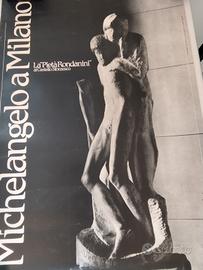 Michelangelo a Milano
La "Pietà Rondanini"
al Castello Sforzesco